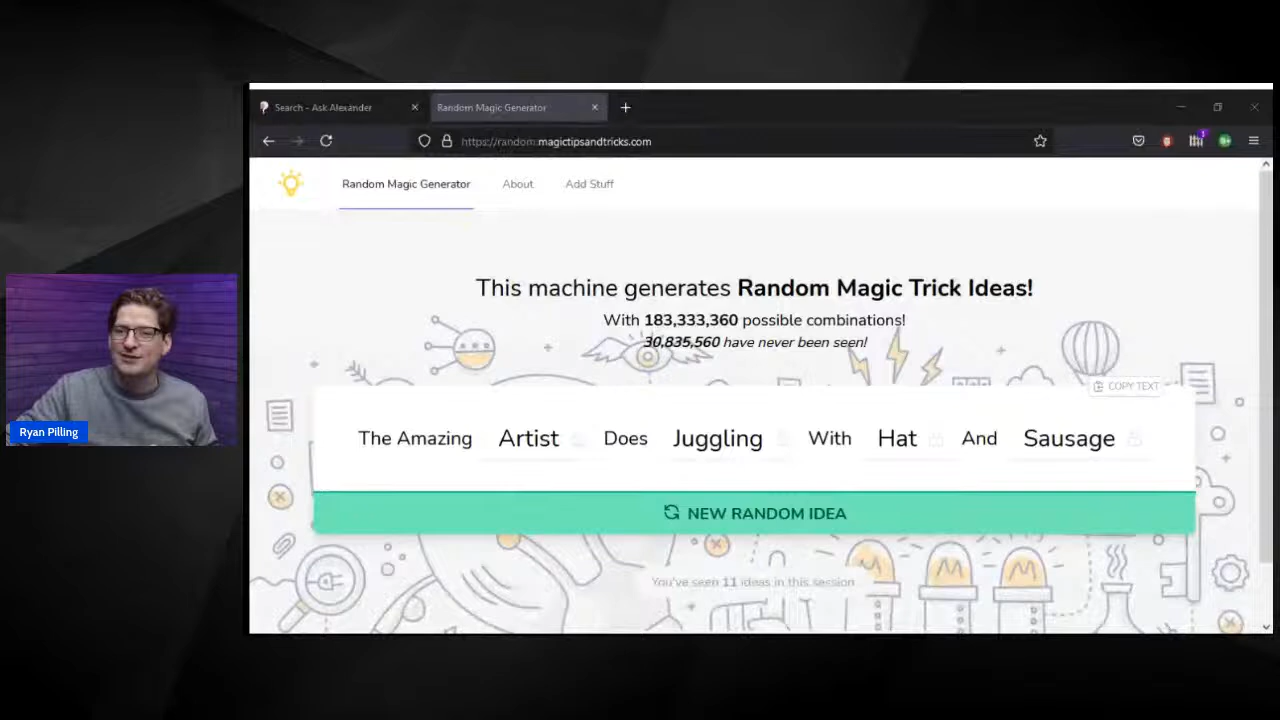 Search - Ask Alexander
Random Magic Generator
https://random.magictipsandtricks.com
1
Random Magic Generator
About
Add Stuff
This machine generates Random Magic Trick Ideas!
With 183,333,360 possible combinations!
30,835,560 have never been seen!
COPY TEXT
The Amazing Artist Does Juggling With Hat And Sausage
NEW RANDOM IDEA
You've seen 11 ideas in this session
Ryan Pilling